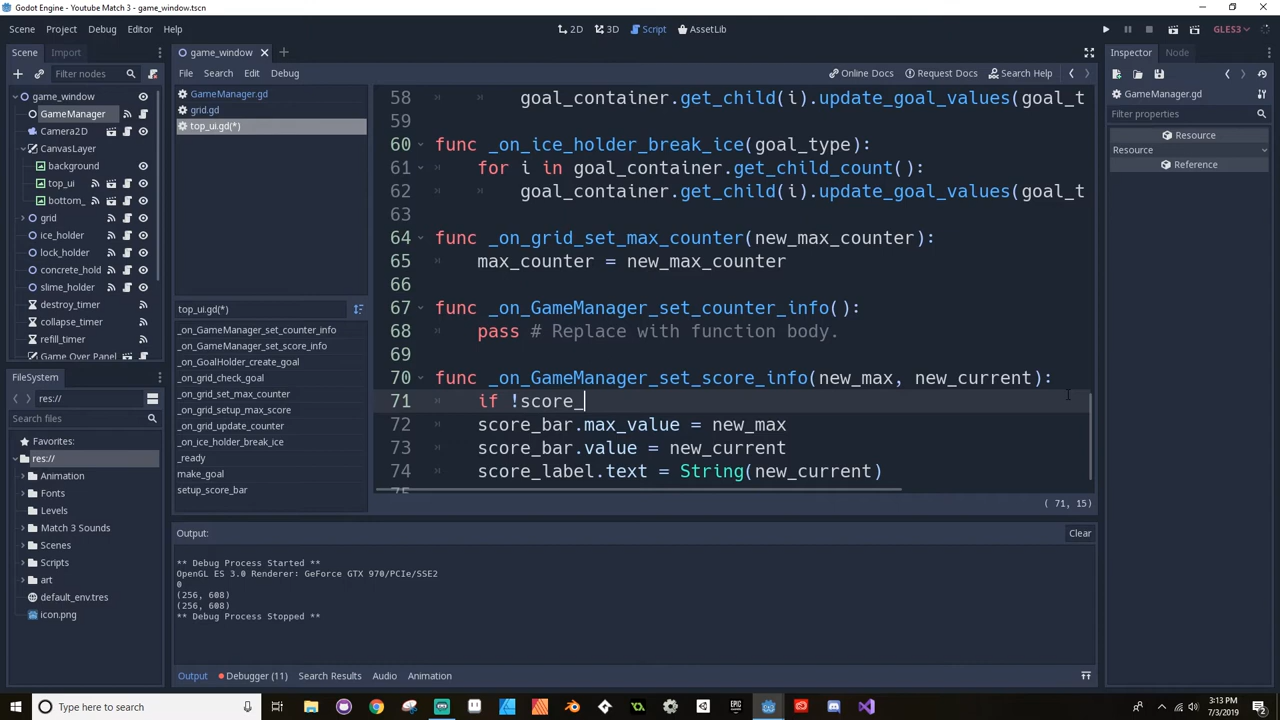 Godot Engine - Youtube Match 3 - game_window.tscn
Scene Project Debug Editor Help
2D 3D Script AssetLib
GLES3
Scene Import
Filter nodes
game_window
GameManager
Camera2D
CanvasLayer
background
top_ui
bottom_
grid
ice_holder
lock_holder
concrete_hold
slime_holder
destroy_timer
collapse_timer
refill_timer
Game Over Panel
FileSystem
res://
Search files
Favorites:
res://
Animation
Fonts
Levels
Match 3 Sounds
Scenes
Scripts
art
default_env.tres
icon.png
game_window
File Search Edit Debug
Online Docs Request Docs Search Help
GameManager.gd
grid.gd
top_ui.gd(*)
top_ui.gd(*)
_on_GameManager_set_counter_info
_on_GameManager_set_score_info
_on_GoalHolder_create_goal
_on_grid_check_goal
_on_grid_set_max_counter
_on_grid_setup_max_score
_on_grid_update_counter
_on_ice_holder_break_ice
_ready
make_goal
setup_score_bar
58 goal_container.get_child(i).update_goal_values(goal_t
59
60 func _on_ice_holder_break_ice(goal_type):
61 for i in goal_container.get_child_count():
62 goal_container.get_child(i).update_goal_values(goal_t
63
64 func _on_grid_set_max_counter(new_max_counter):
65 max_counter = new_max_counter
66
67 func _on_GameManager_set_counter_info():
68 pass # Replace with function body.
69
70 func _on_GameManager_set_score_info(new_max, new_current):
71 if !score_
72 score_bar.max_value = new_max
73 score_bar.value = new_current
74 score_label.text = String(new_current)
( 71, 15)
Output:
Clear
** Debug Process Started **
OpenGL ES 3.0 Renderer: GeForce GTX 970/PCIe/SSE2
0
(256, 608)
(256, 608)
** Debug Process Stopped **
Output Debugger (11) Search Results Audio Animation
Inspector Node
GameManager.gd
Filter properties
Resource
Resource
Reference
Type here to search
3:13 PM
7/3/2019